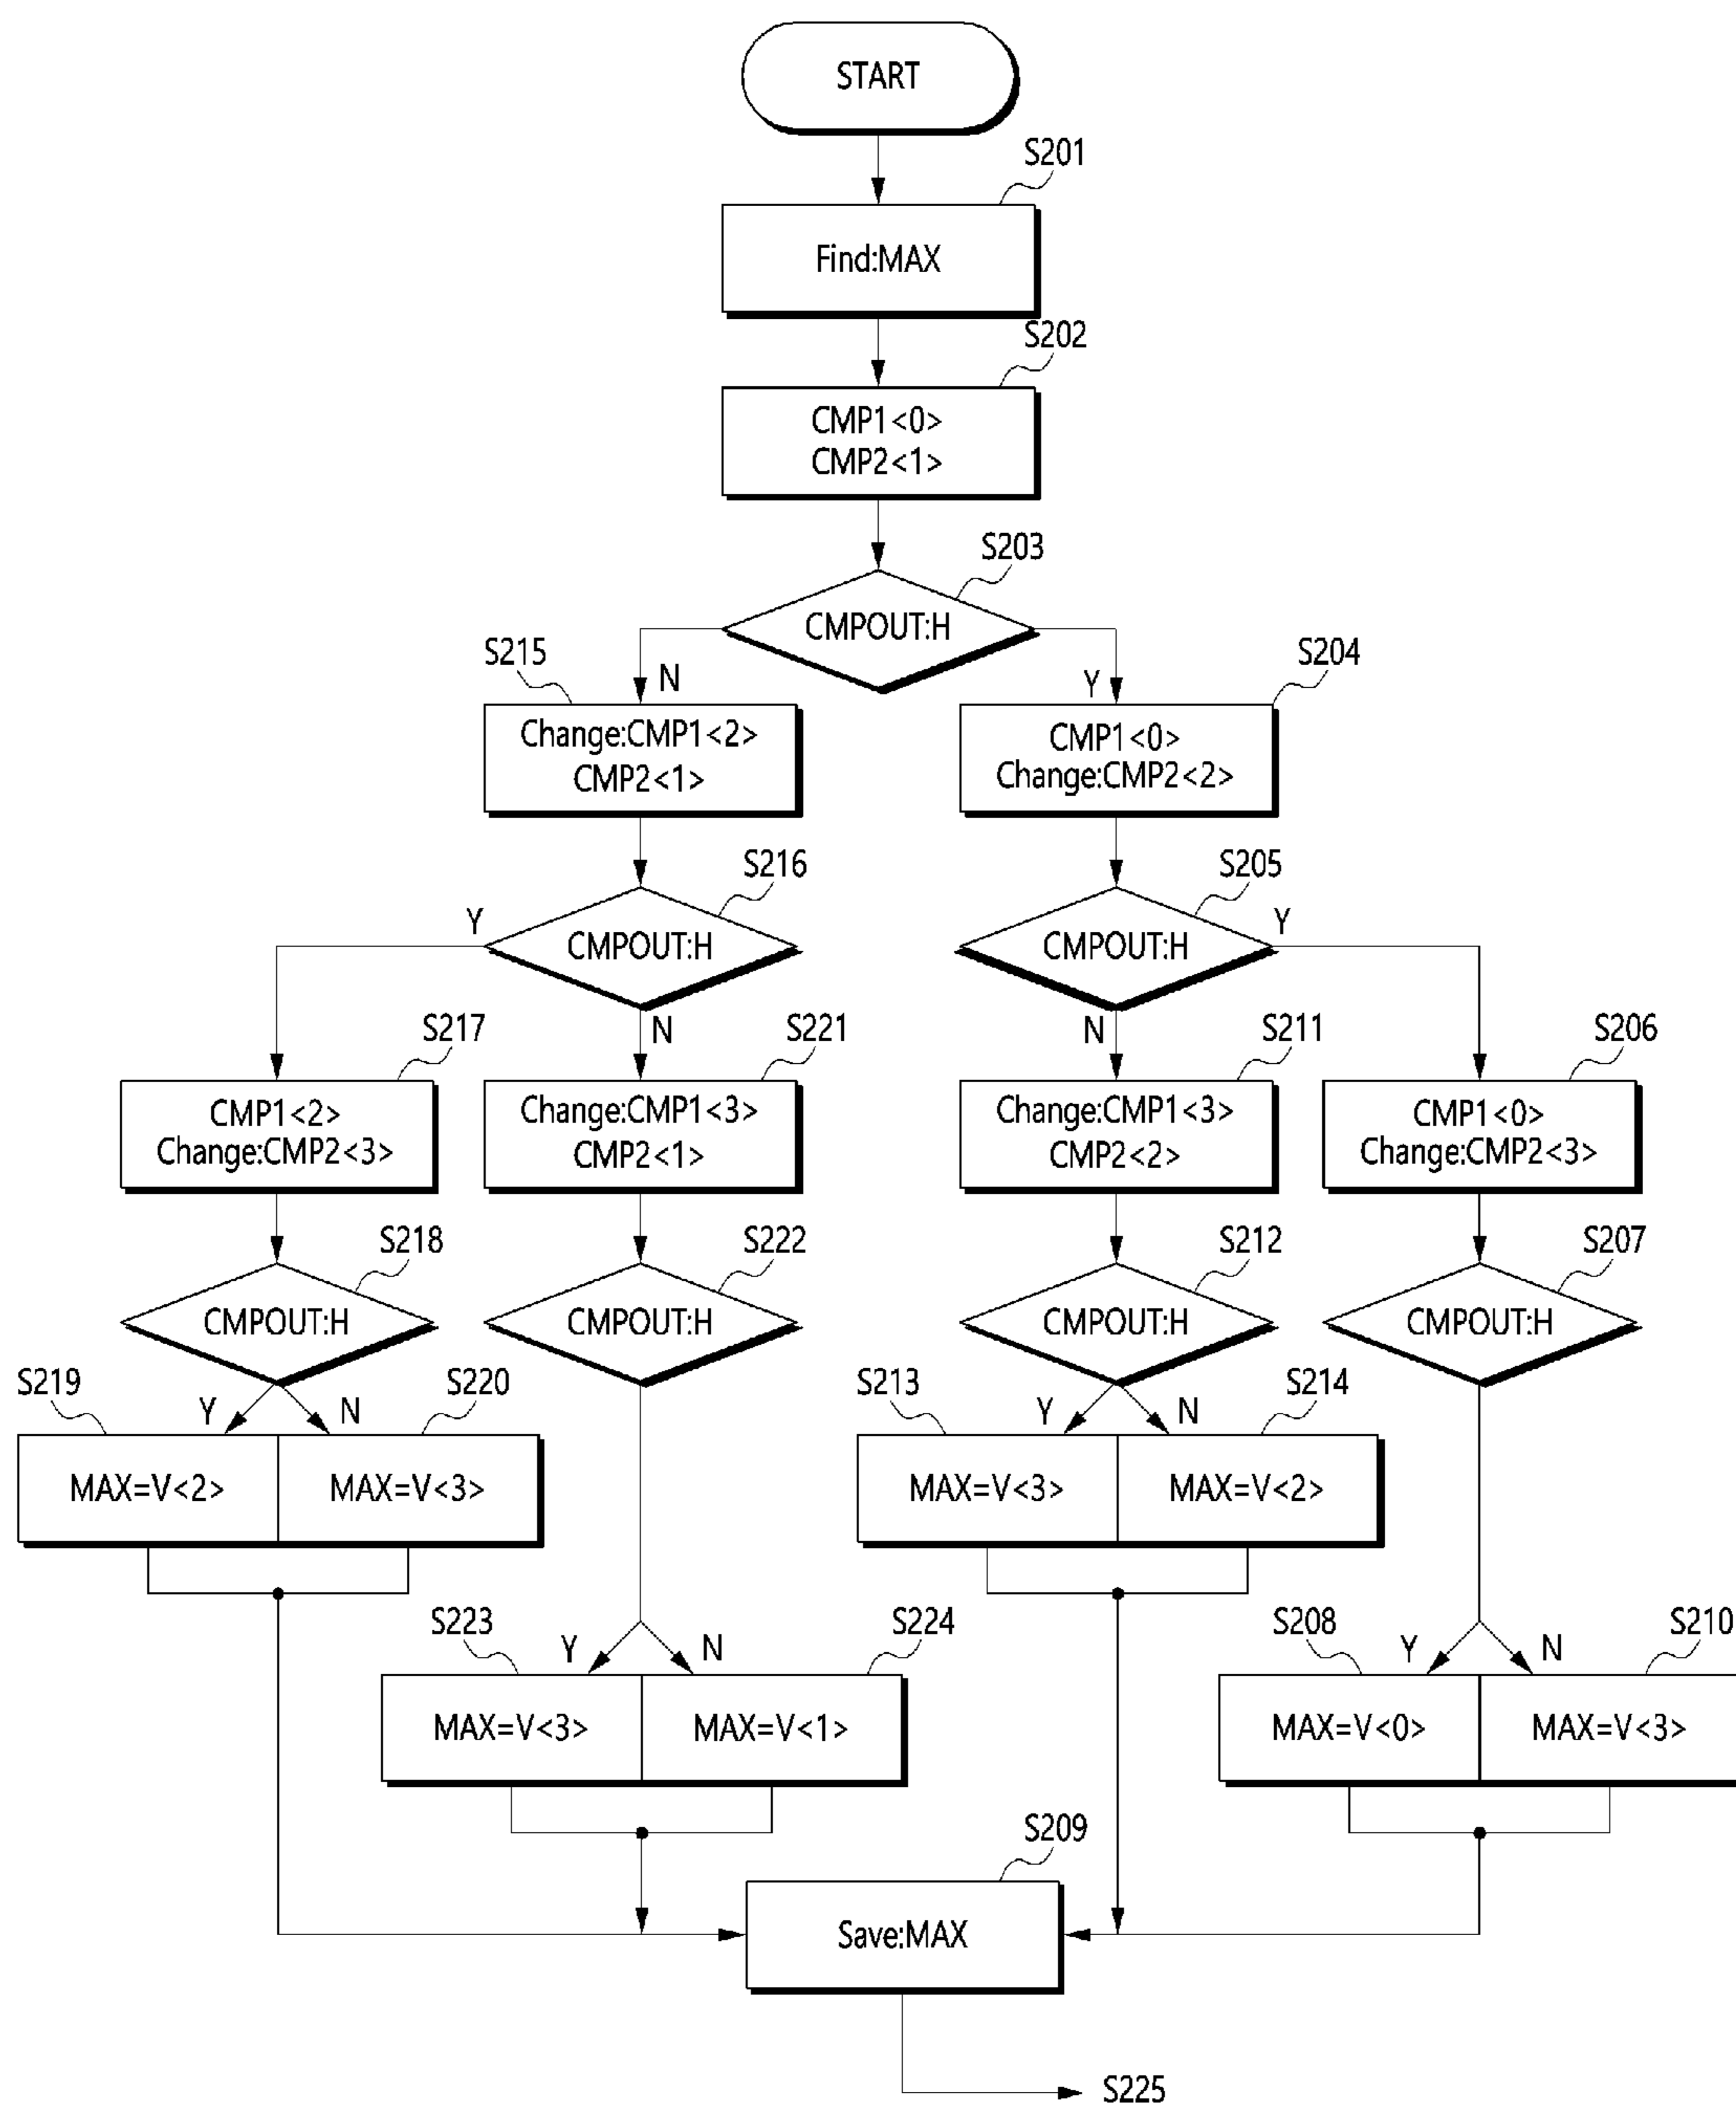 START
S201
Find:MAX
S202
CMP1<0>
CMP2<1>
S203
CMPOUT:H
S215
N
Y
S204
Change:CMP1<2>
CMP2<1>
CMP1<0>
Change:CMP2<2>
S216
S205
Y
CMPOUT:H
CMPOUT:H
Y
S217
N
S221
N
S211
S206
CMP1<2>
Change:CMP2<3>
Change:CMP1<3>
CMP2<1>
Change:CMP1<3>
CMP2<2>
CMP1<0>
Change:CMP2<3>
S218
S222
S212
S207
CMPOUT:H
CMPOUT:H
CMPOUT:H
CMPOUT:H
S219
Y
N
S220
S213
Y
N
S214
MAX=V<2>
MAX=V<3>
MAX=V<3>
MAX=V<2>
S223
Y
N
S224
S208
Y
N
S210
MAX=V<3>
MAX=V<1>
MAX=V<0>
MAX=V<3>
S209
Save:MAX
S225